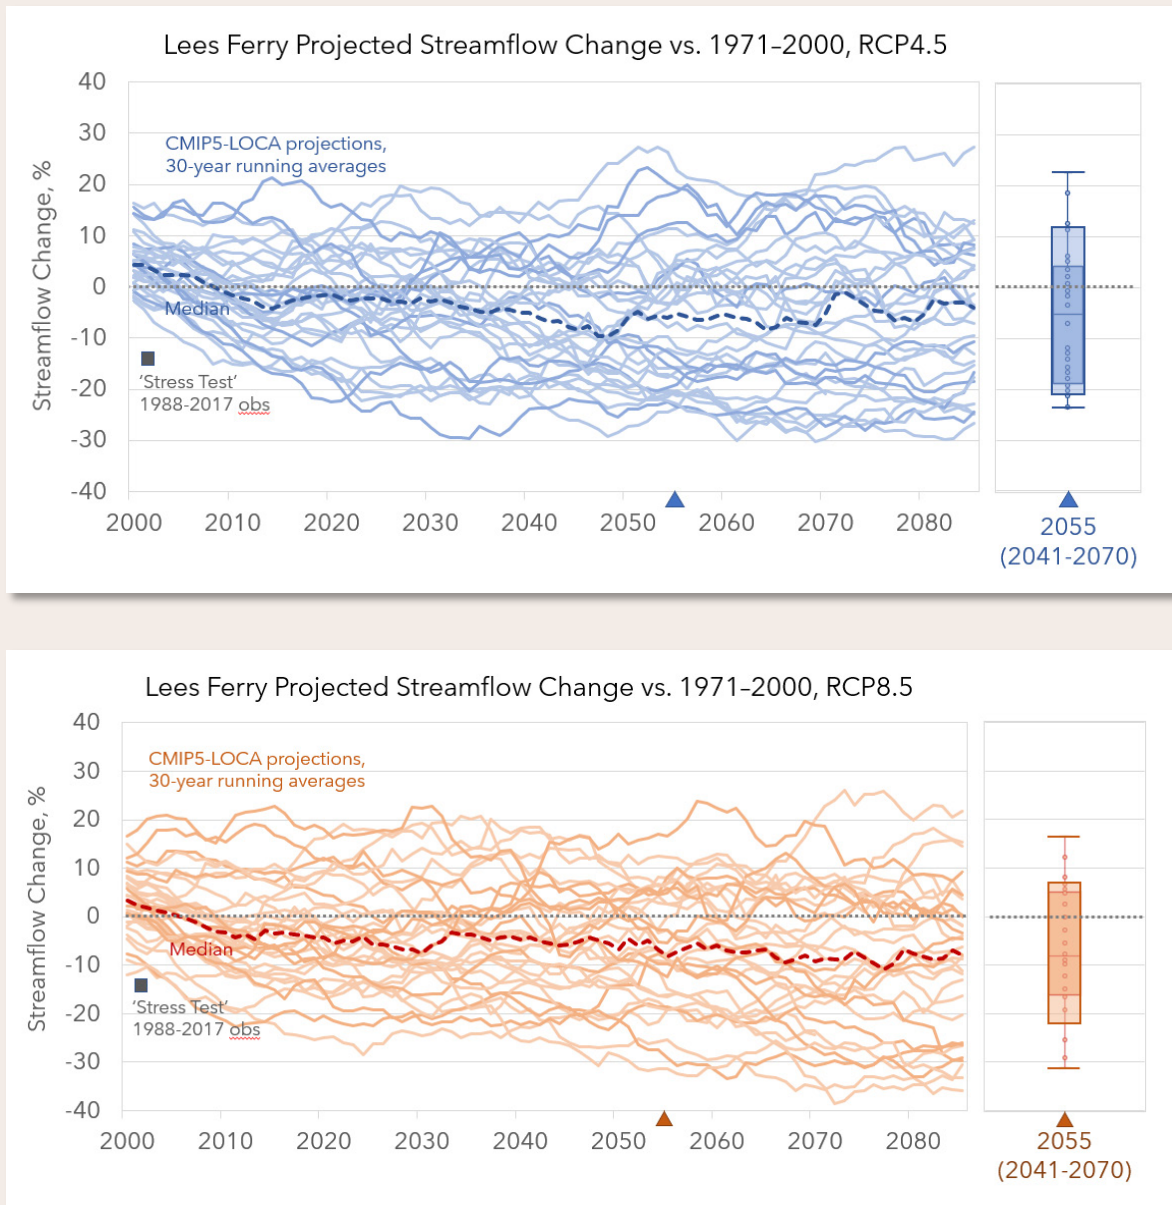 Lees Ferry Projected Streamflow Change vs. 1971–2000, RCP4.5
Streamflow Change, %
40
30
20
10
0
-10
-20
-30
-40
CMIP5-LOCA projections,
30-year running averages
Median
'Stress Test'
1988-2017 obs
2000 2010 2020 2030 2040 2050 2060 2070 2080
2055
(2041-2070)
Lees Ferry Projected Streamflow Change vs. 1971–2000, RCP8.5
Streamflow Change, %
40
30
20
10
0
-10
-20
-30
-40
CMIP5-LOCA projections,
30-year running averages
Median
'Stress Test'
1988-2017 obs
2000 2010 2020 2030 2040 2050 2060 2070 2080
2055
(2041-2070)